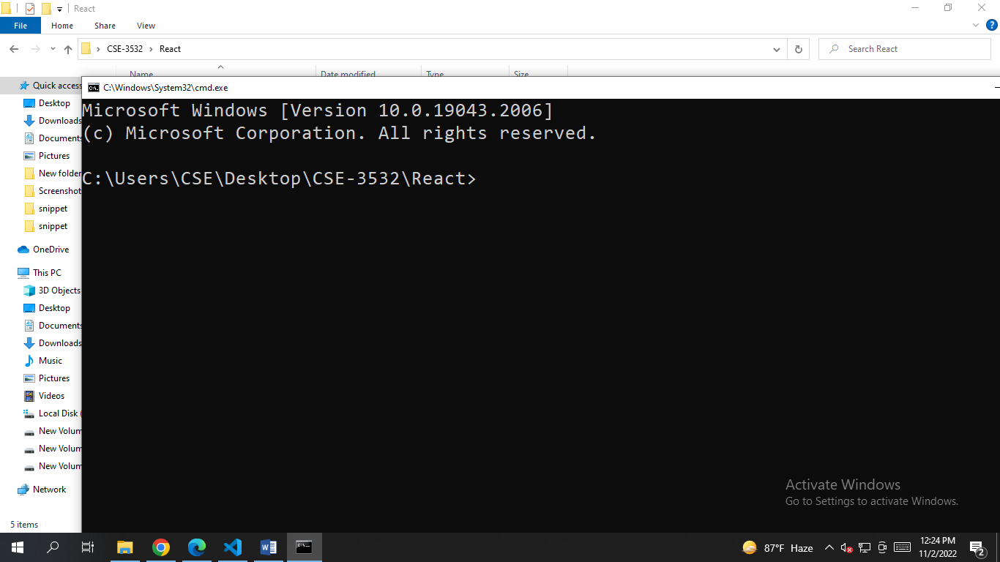 React
File Home Share View
CSE-3532 React
Search React
Name Date modified Type Size
Quick access
C:\Windows\System32\cmd.exe
Microsoft Windows [Version 10.0.19043.2006]
(c) Microsoft Corporation. All rights reserved.
C:\Users\CSE\Desktop\CSE-3532\React>
Desktop
Downloads
Documents
Pictures
New folder
Screenshot
snippet
snippet
OneDrive
This PC
3D Objects
Desktop
Documents
Downloads
Music
Pictures
Videos
Local Disk (
New Volum
New Volum
New Volum
Network
5 items
Activate Windows
Go to Settings to activate Windows.
87°F Haze
12:24 PM
11/2/2022
2